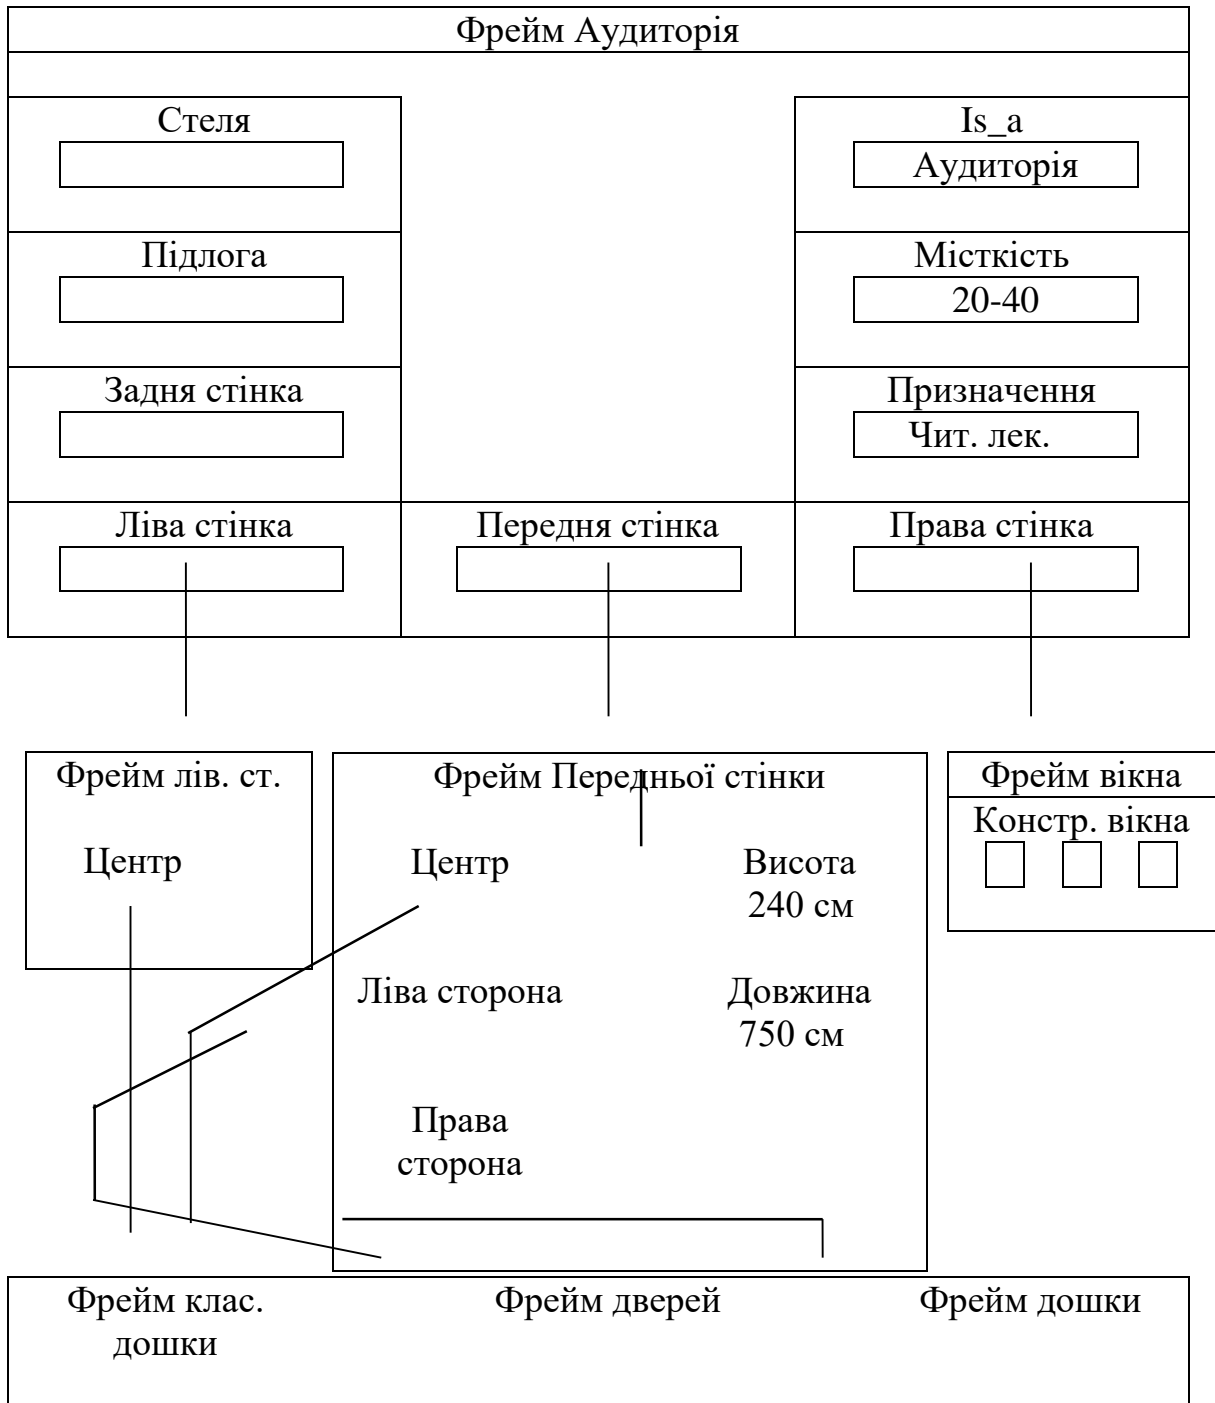 Фрейм Аудиторія
Стеля
Is_a
Аудиторія
Підлога
Місткість
20-40
Задня стінка
Призначення
Чит. лек.
Ліва стінка
Передня стінка
Права стінка
Фрейм лів. ст.
Центр
Фрейм Передньої стінки
Центр
Висота
240 см
Ліва сторона
Довжина
750 см
Права
сторона
Фрейм вікна
Констр. вікна
Фрейм клас.
дошки
Фрейм дверей
Фрейм дошки